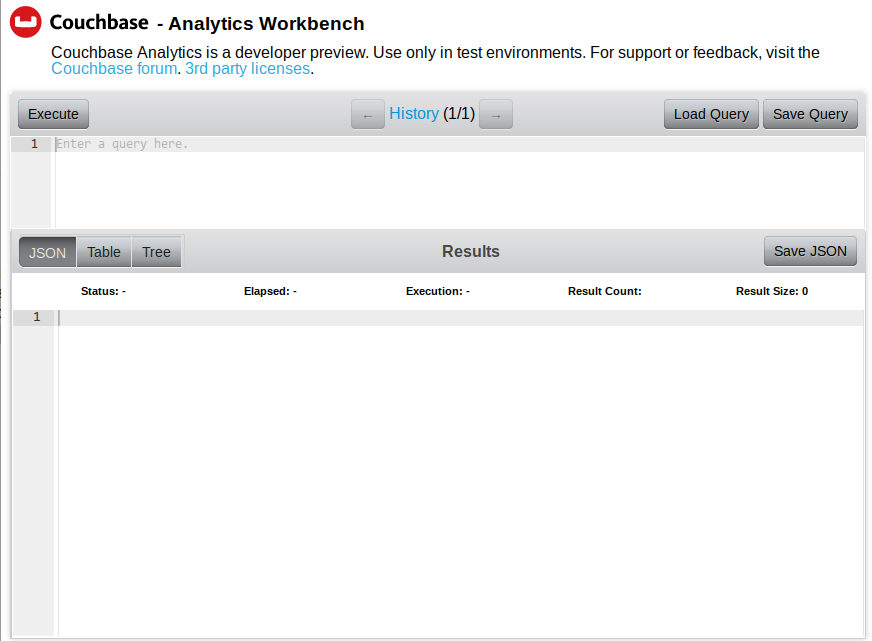 Couchbase - Analytics Workbench
Couchbase Analytics is a developer preview. Use only in test environments. For support or feedback, visit the
Couchbase forum. 3rd party licenses.
Execute ← History (1/1) → Load Query Save Query
1 Enter a query here.
JSON Table Tree Results Save JSON
Status: - Elapsed: - Execution: - Result Count: Result Size: 0
1